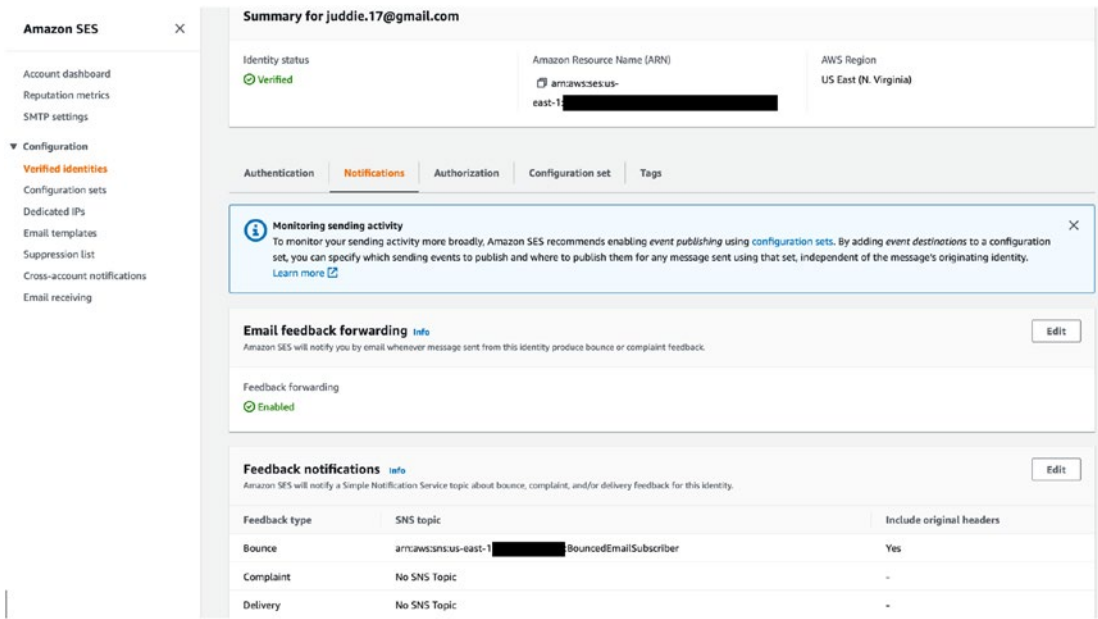 Amazon SES
Account dashboard
Reputation metrics
SMTP settings
Configuration
Verified identities
Configuration sets
Dedicated IPs
Email templates
Suppression list
Cross-account notifications
Email receiving
Summary for juddie.17@gmail.com
Identity status
Verified
Amazon Resource Name (ARN)
arn:aws:ses:us-
east-1:
AWS Region
US East (N. Virginia)
Authentication Notifications Authorization Configuration set Tags
Monitoring sending activity
To monitor your sending activity more broadly, Amazon SES recommends enabling event publishing using configuration sets. By adding event destinations to a configuration
set, you can specify which sending events to publish and where to publish them for any message sent using that set, independent of the message's originating identity.
Learn more
Email feedback forwarding Info
Edit
Amazon SES will notify you by email whenever message sent from this identity produce bounce or complaint feedback.
Feedback forwarding
Enabled
Feedback notifications Info
Edit
Amazon SES will notify a Simple Notification Service topic about bounce, complaint, and/or delivery feedback for this identity.
Feedback type SNS topic Include original headers
Bounce arn:aws:sns:us-east-1 :BouncedEmailSubscriber Yes
Complaint No SNS Topic -
Delivery No SNS Topic -